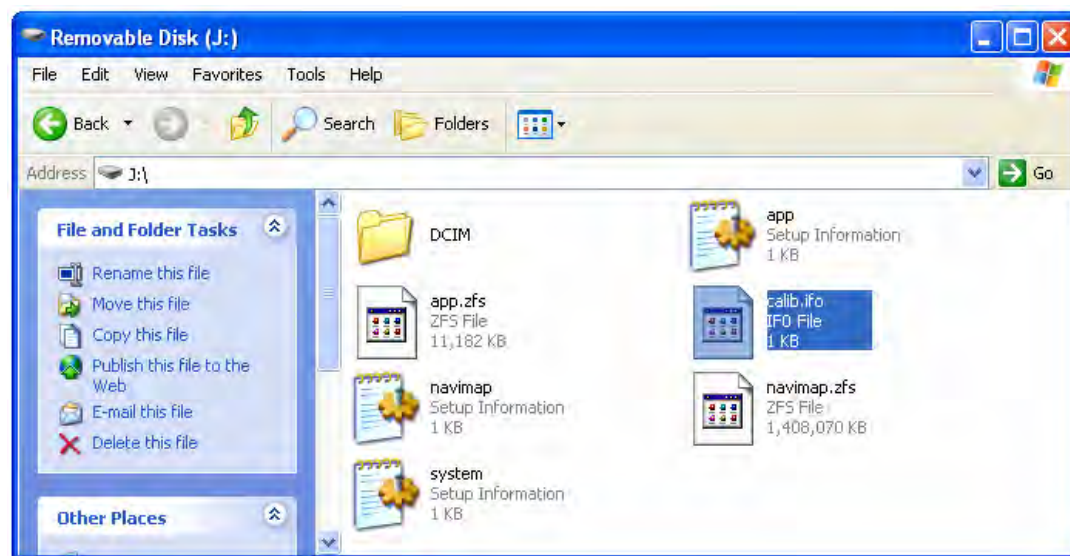 Removable Disk (J:)
File Edit View Favorites Tools Help
Back Search Folders
Address J:\ Go
File and Folder Tasks
Rename this file
Move this file
Copy this file
Publish this file to the
Web
E-mail this file
Delete this file
Other Places
DCIM
app
Setup Information
1 KB
app.zfs
ZFS File
11,182 KB
calib.ifo
IFO File
1 KB
navimap
Setup Information
1 KB
navimap.zfs
ZFS File
1,408,070 KB
system
Setup Information
1 KB